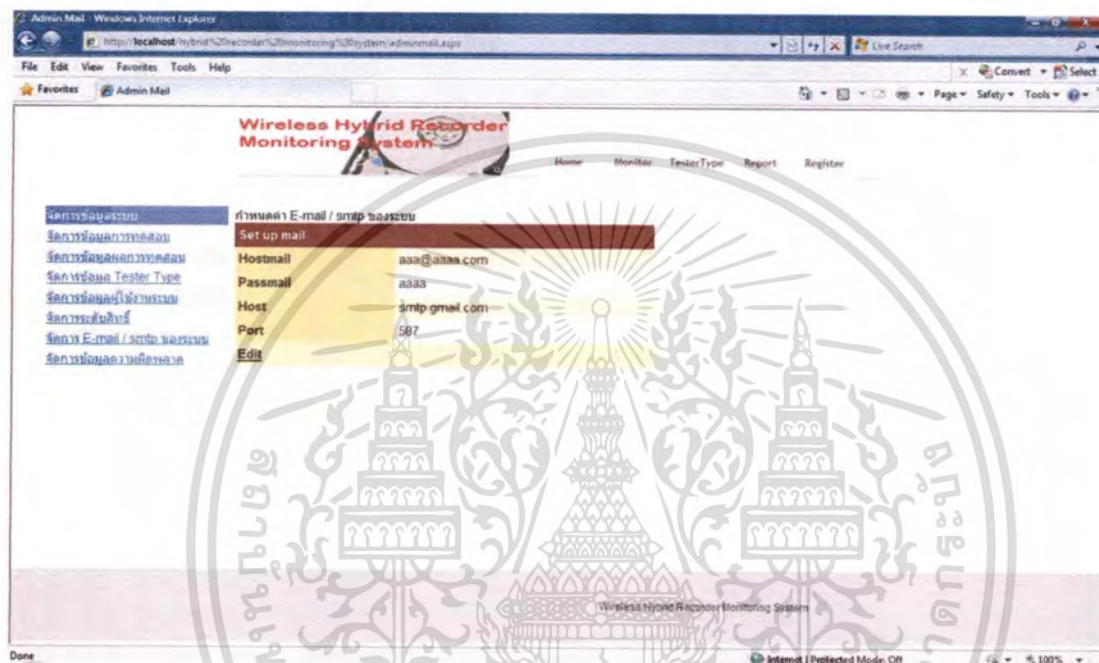 Admin Mail - Windows Internet Explorer
http://localhost/hybrid%20recorder%20monitoring%20system/adminmail.aspx
Live Search
File Edit View Favorites Tools Help
Convert Select
Favorites Admin Mail
Page Safety Tools
Wireless Hybrid Recorder
Monitoring System
Home Monitor TesterType Report Register
จัดการข้อมูลระบบ
จัดการข้อมูลการทดสอบ
จัดการข้อมูลผลการทดสอบ
จัดการข้อมูล Tester Type
จัดการข้อมูลผู้ใช้งานระบบ
จัดการระดับสิทธิ์
จัดการ E-mail / smtp ของระบบ
จัดการข้อมูลความผิดพลาด
กำหนดค่า E-mail / smtp ของระบบ
Set up mail
Hostmail aaa@aaaa.com
Passmail aaaa
Host smtp.gmail.com
Port 587
Edit
Wireless Hybrid Recorder Monitoring System
Done
Internet | Protected Mode: Off
100%